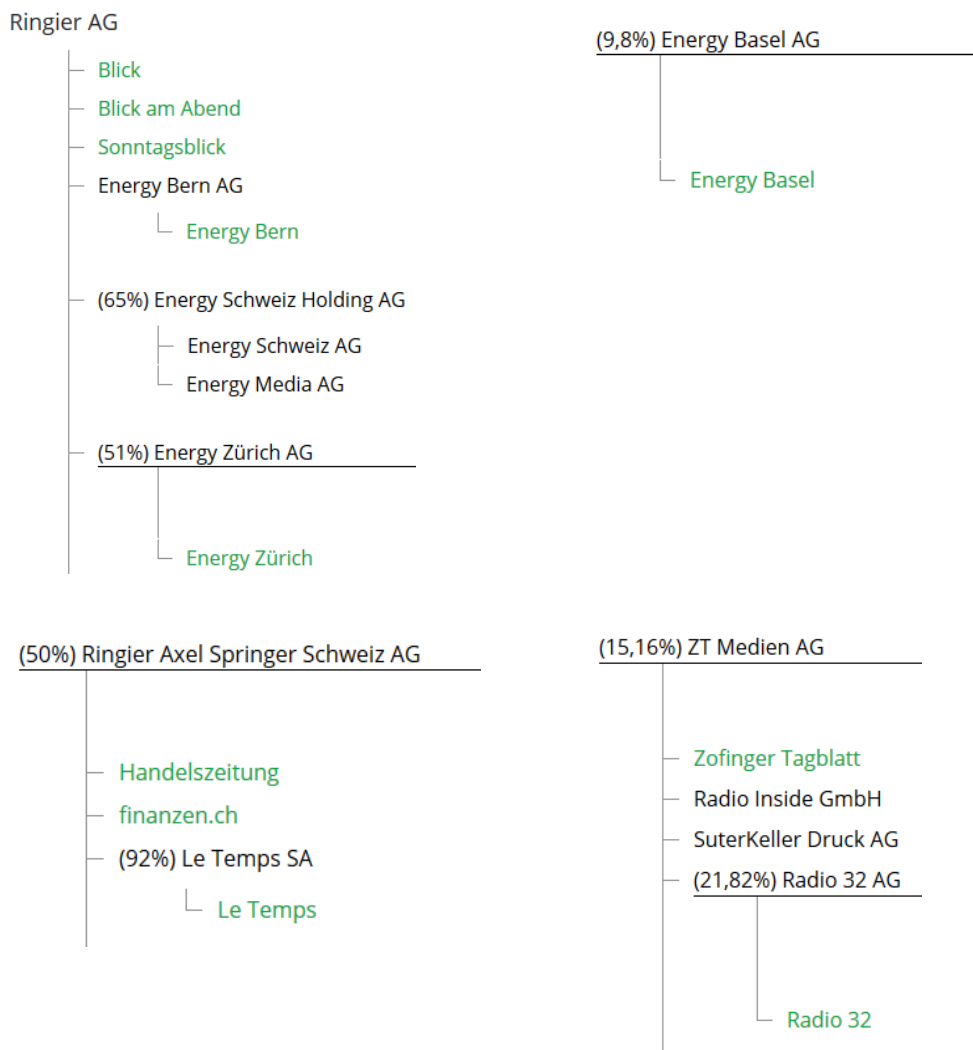 Ringier AG
Blick
Blick am Abend
Sonntagsblick
Energy Bern AG
Energy Bern
(65%) Energy Schweiz Holding AG
Energy Schweiz AG
Energy Media AG
(51%) Energy Zürich AG
Energy Zürich
(9,8%) Energy Basel AG
Energy Basel
(50%) Ringier Axel Springer Schweiz AG
Handelszeitung
finanzen.ch
(92%) Le Temps SA
Le Temps
(15,16%) ZT Medien AG
Zofinger Tagblatt
Radio Inside GmbH
SuterKeller Druck AG
(21,82%) Radio 32 AG
Radio 32